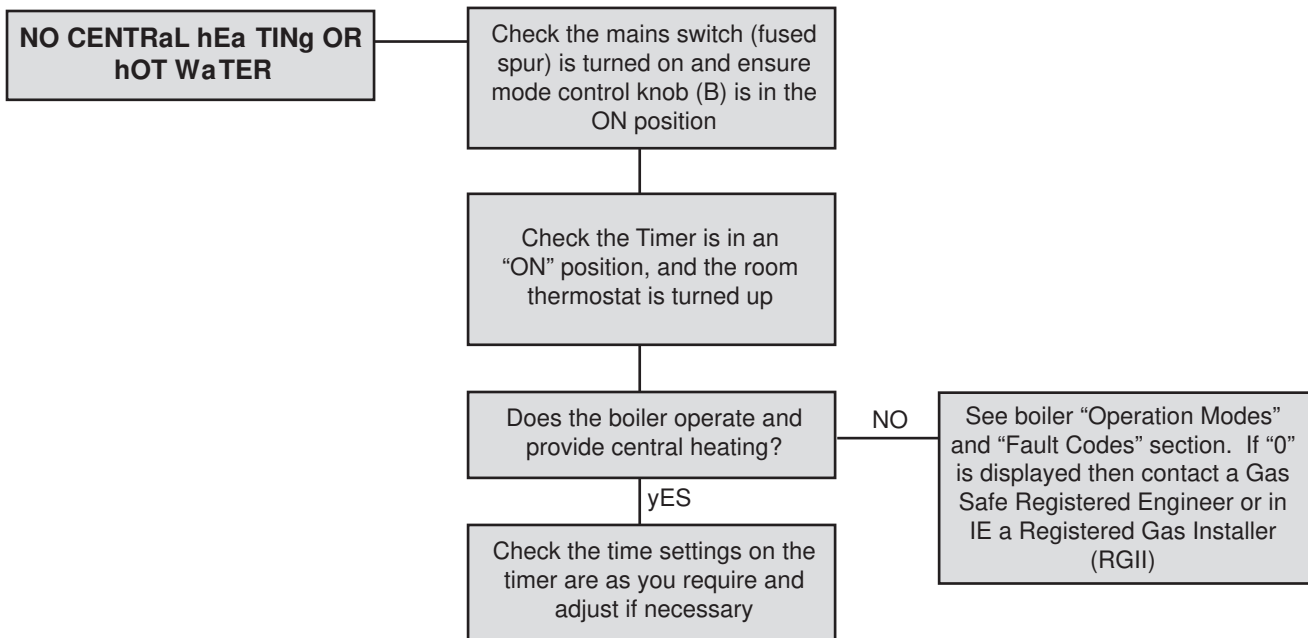 NO CENTRaL hEa TINg OR
hOT WaTER
Check the mains switch (fused
spur) is turned on and ensure
mode control knob (B) is in the
ON position
Check the Timer is in an
“ON” position, and the room
thermostat is turned up
Does the boiler operate and
provide central heating?
NO
See boiler “Operation Modes”
and “Fault Codes” section.  If “0”
is displayed then contact a Gas
Safe Registered Engineer or in
IE a Registered Gas Installer
(RGII)
yES
Check the time settings on the
timer are as you require and
adjust if necessary